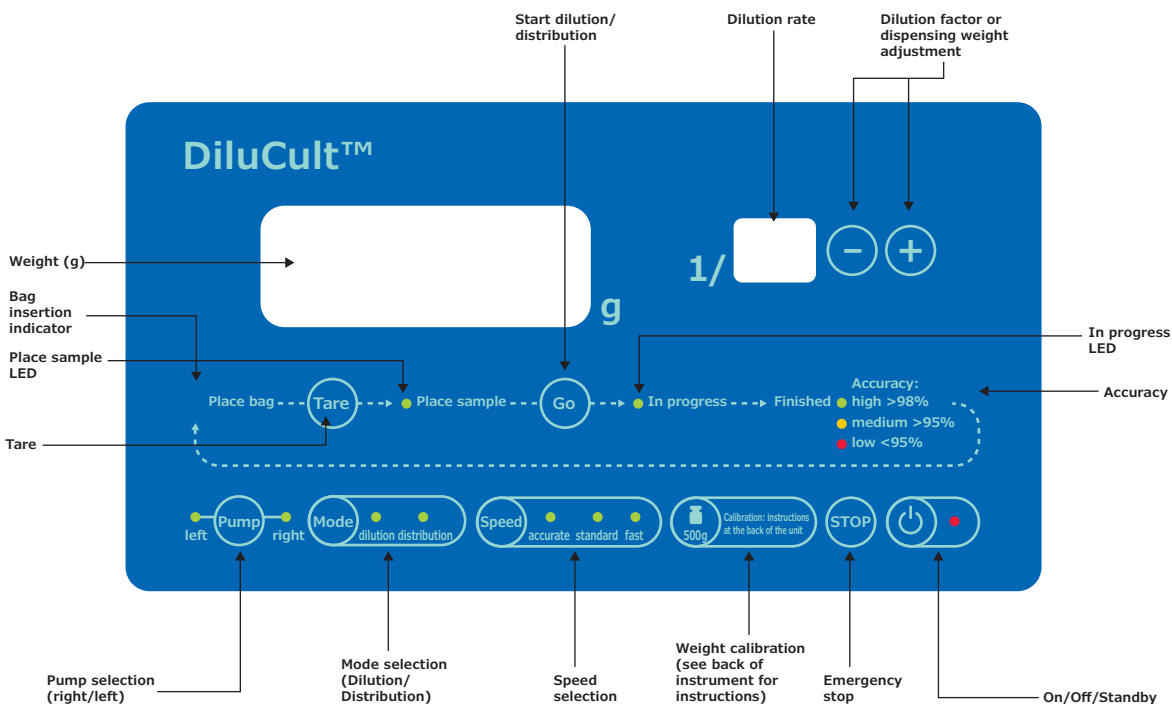 Start dilution/
distribution
Dilution rate
Dilution factor or
dispensing weight
adjustment
DiluCult™
Weight (g)
1/
g
Bag
insertion
indicator
Place sample
LED
In progress
LED
Accuracy
Tare
Place bag
Tare
Place sample
Go
In progress
Finished
Accuracy:
high >98%
medium >95%
low <95%
left
Pump
right
Mode
dilution distribution
Speed
accurate standard fast
500g
Calibration: instructions
at the back of the unit
STOP
Pump selection
(right/left)
Mode selection
(Dilution/
Distribution)
Speed
selection
Weight calibration
(see back of
instrument for
instructions)
Emergency
stop
On/Off/Standby